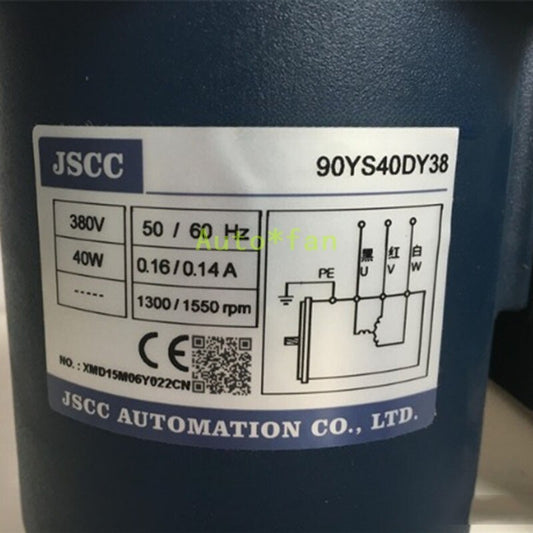 JSCC
90YS40DY38
380V
50 / 60 Hz
40W
0.16 / 0.14 A
-----
1300 / 1550 rpm
PE
黑 红 白
U V W
CE
NO. : XMD15M06Y022CN
JSCC AUTOMATION CO., LTD.
Auto*fan